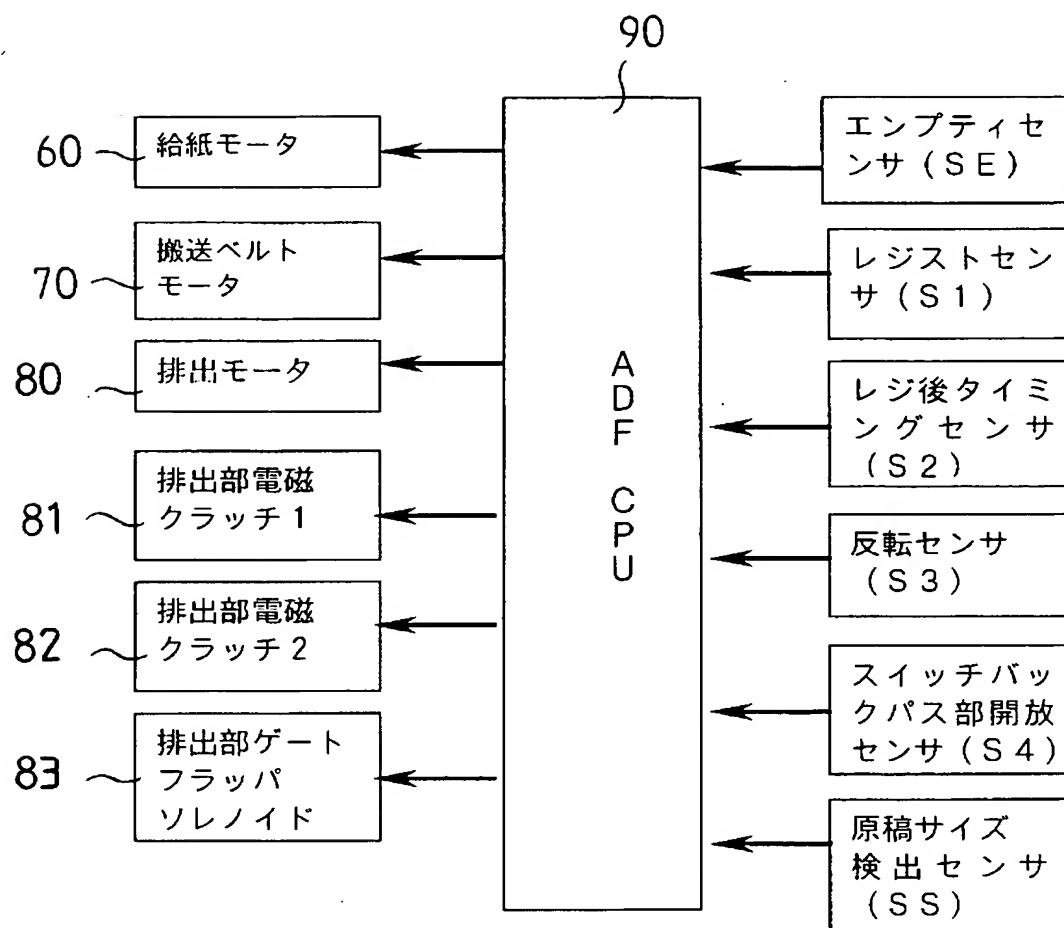 90
60
給紙モータ
70
搬送ベルト
モータ
80
排出モータ
81
排出部電磁
クラッチ1
82
排出部電磁
クラッチ2
83
排出部ゲート
フラッパ
ソレノイド
ADF CPU
エンプティセ
ンサ(SE)
レジストセン
サ(S1)
レジ後タイミ
ングセンサ
(S2)
反転センサ
(S3)
スイッチバッ
クパス部開放
センサ(S4)
原稿サイズ
検出センサ
(SS)